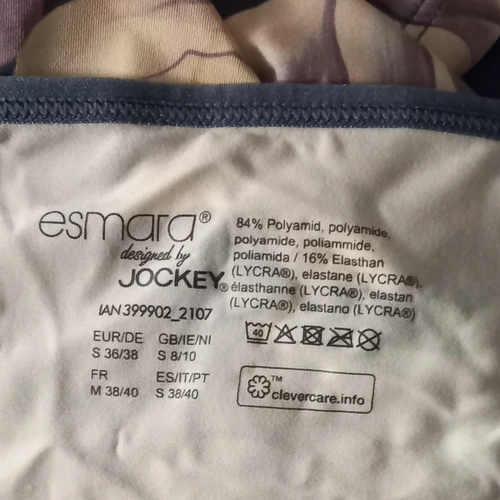 esmara®
designed by
JOCKEY®
IAN 399902_2107
EUR/DE GB/IE/NI
S 36/38 S 8/10
FR ES/IT/PT
M 38/40 S 38/40
84% Polyamid, polyamide,
polyamide, poliammide,
poliamida / 16% Elasthan
(LYCRA®), elastane (LYCRA®),
élasthanne (LYCRA®), elastan
(LYCRA®), elastano (LYCRA®)
40
™
clevercare.info